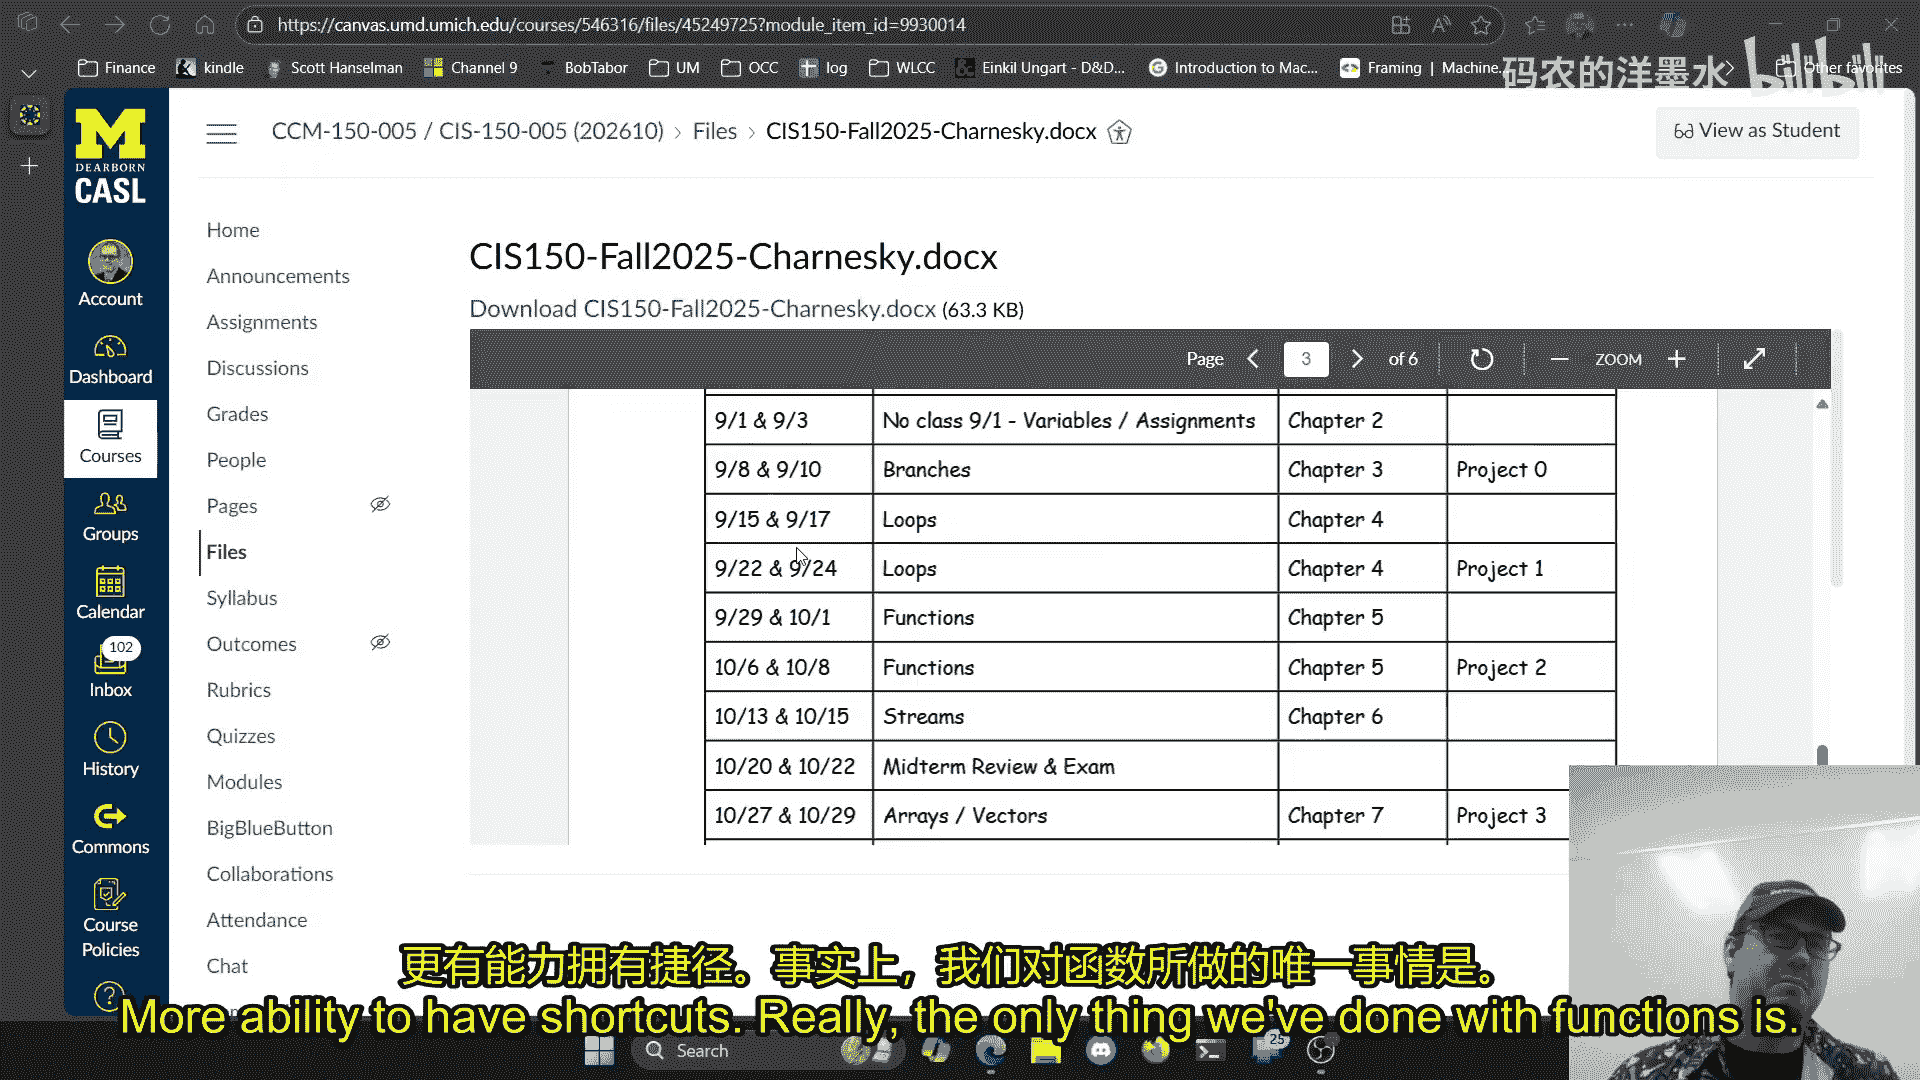 https://canvas.umd.umich.edu/courses/546316/files/45249725?module_item_id=9930014
Finance
kindle
Scott Hanselman
Channel 9
BobTabor
UM
OCC
log
WLCC
Einkil Ungart - D&D...
Introduction to Mac...
Framing | Machine...
Other favorites
码农的洋墨水
bilibili
M
DEARBORN
CASL
CCM-150-005 / CIS-150-005 (202610) › Files › CIS150-Fall2025-Charnesky.docx
View as Student
Account
Dashboard
Courses
Groups
Calendar
102
Inbox
History
Commons
Course
Policies
Home
Announcements
Assignments
Discussions
Grades
People
Pages
Files
Syllabus
Outcomes
Rubrics
Quizzes
Modules
BigBlueButton
Collaborations
Attendance
Chat
CIS150-Fall2025-Charnesky.docx
Download CIS150-Fall2025-Charnesky.docx (63.3 KB)
Page 3 of 6 ZOOM
9/1 & 9/3 No class 9/1 - Variables / Assignments Chapter 2
9/8 & 9/10 Branches Chapter 3 Project 0
9/15 & 9/17 Loops Chapter 4
9/22 & 9/24 Loops Chapter 4 Project 1
9/29 & 10/1 Functions Chapter 5
10/6 & 10/8 Functions Chapter 5 Project 2
10/13 & 10/15 Streams Chapter 6
10/20 & 10/22 Midterm Review & Exam
10/27 & 10/29 Arrays / Vectors Chapter 7 Project 3
更有能力拥有捷径。事实上，我们对函数所做的唯一事情是。
More ability to have shortcuts. Really, the only thing we've done with functions is.
Search
25